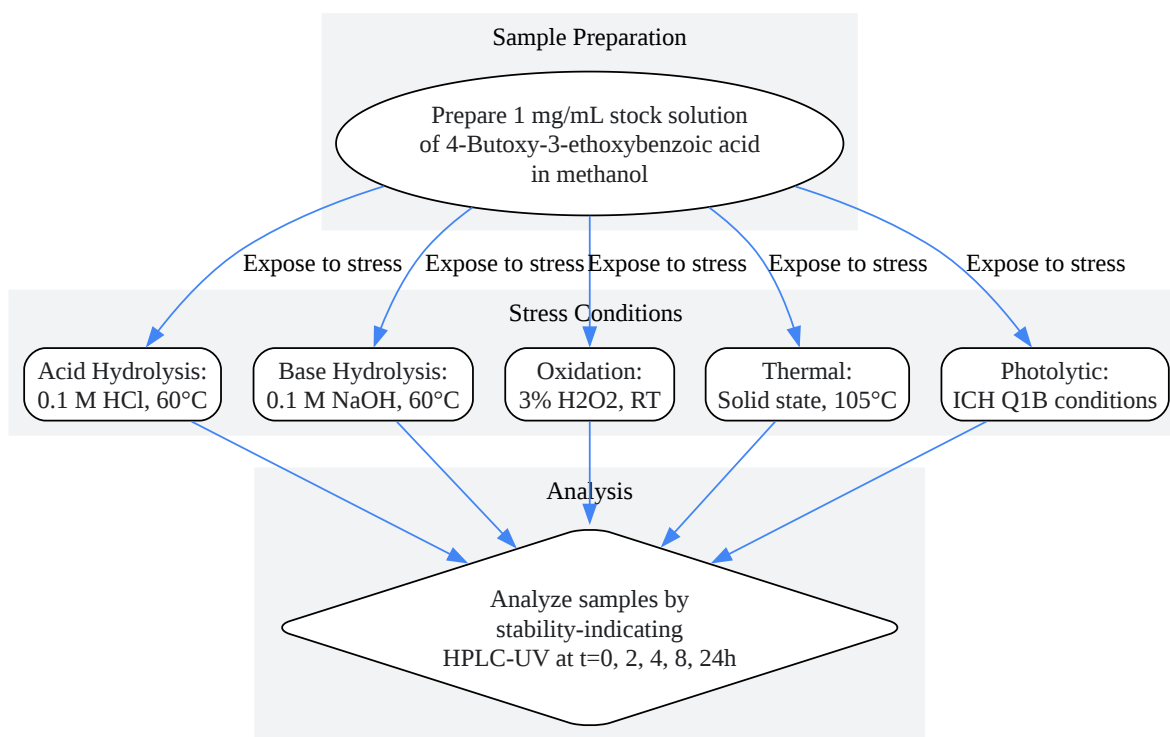 Sample Preparation
Prepare 1 mg/mL stock solution
of 4-Butoxy-3-ethoxybenzoic acid
in methanol
Expose to stress
Expose to stress
Expose to stress
Expose to stress
Expose to stress
Stress Conditions
Acid Hydrolysis:
0.1 M HCl, 60°C
Base Hydrolysis:
0.1 M NaOH, 60°C
Oxidation:
3% H2O2, RT
Thermal:
Solid state, 105°C
Photolytic:
ICH Q1B conditions
Analysis
Analyze samples by
stability-indicating
HPLC-UV at t=0, 2, 4, 8, 24h